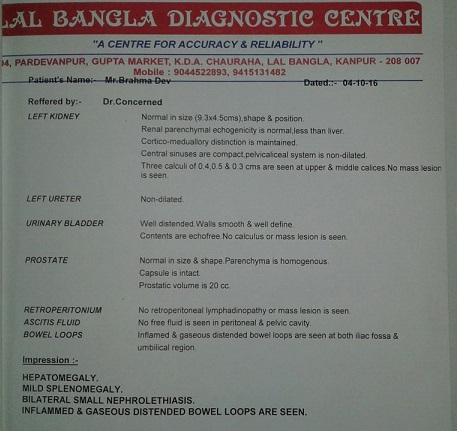 LAL BANGLA DIAGNOSTIC CENTRE
"A CENTRE FOR ACCURACY & RELIABILITY "
04, PARDEVANPUR, GUPTA MARKET, K.D.A. CHAURAHA, LAL BANGLA, KANPUR - 208 007
Mobile : 9044522893, 9415131482
Patient's Name:- Mr.Brahma Dev Dated.:- 04-10-16
Reffered by:- Dr.Concerned
LEFT KIDNEY Normal in size (9.3x4.5cms),shape & position.
Renal parenchymal echogenicity is normal,less than liver.
Cortico-meduallory distinction is maintained.
Central sinuses are compact,pelvicaliceal system is non-dilated.
Three calculi of 0.4,0.5 & 0.3 cms are seen at upper & middle calices.No mass lesion
is seen.
LEFT URETER Non-dilated.
URINARY BLADDER Well distended.Walls smooth & well define.
Contents are echofree.No calculus or mass lesion is seen.
PROSTATE Normal in size & shape.Parenchyma is homogenous.
Capsule is intact.
Prostatic volume is 20 cc.
RETROPERITONIUM No retroperitoneal lymphadinopathy or mass lesion is seen.
ASCITIS FLUID No free fluid is seen in peritoneal & pelvic cavity.
BOWEL LOOPS Inflamed & gaseous distended bowel loops are seen at both iliac fossa &
umbilical region.
Impression :-
HEPATOMEGALY.
MILD SPLENOMEGALY.
BILATERAL SMALL NEPHROLETHIASIS.
INFLAMMED & GASEOUS DISTENDED BOWEL LOOPS ARE SEEN.